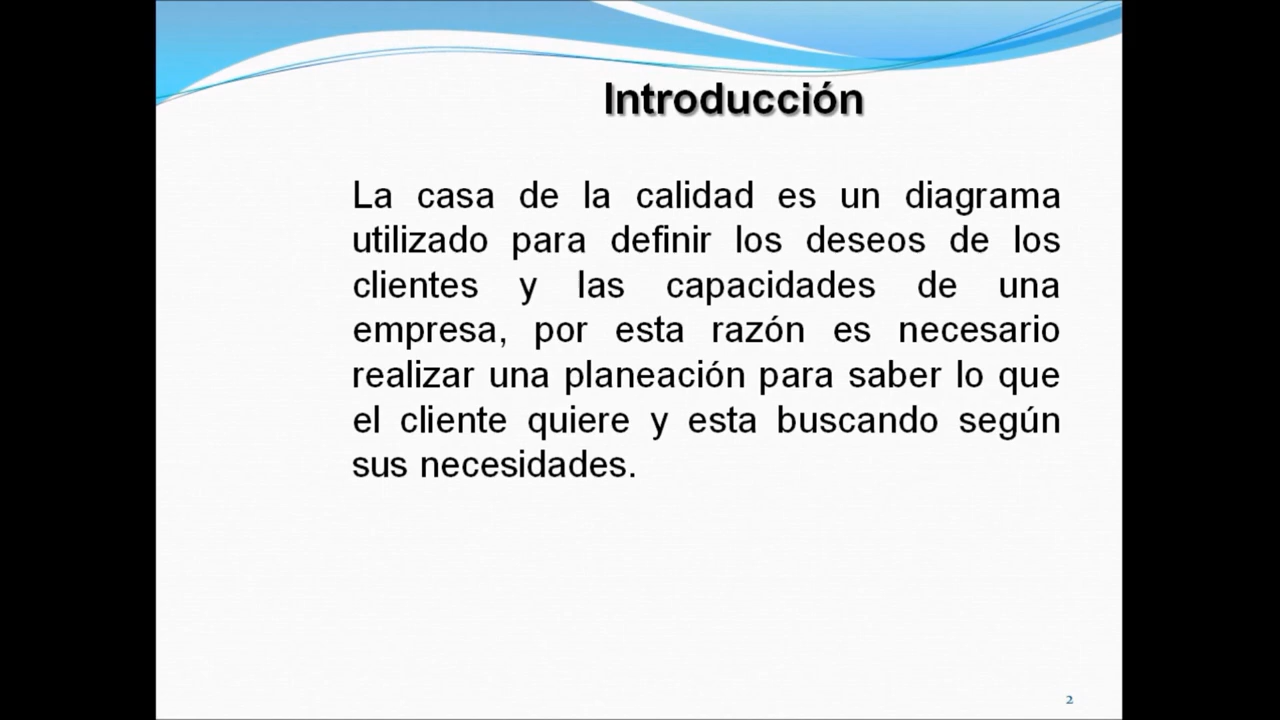 Introducción
La casa de la calidad es un diagrama
utilizado para definir los deseos de los
clientes y las capacidades de una
empresa, por esta razón es necesario
realizar una planeación para saber lo que
el cliente quiere y esta buscando según
sus necesidades.
2